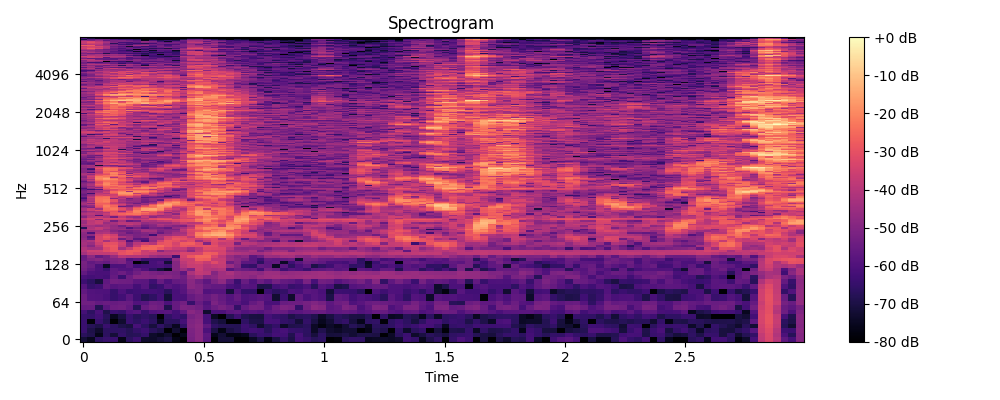 Spectrogram
+0 dB
4096
-10 dB
2048
-20 dB
1024
-30 dB
512
-40 dB
Hz
256
-50 dB
128
-60 dB
64
-70 dB
0
-80 dB
0 0.5 1 1.5 2 2.5
Time